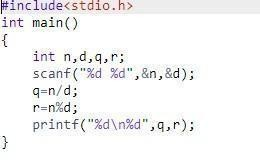 #include<stdio.h>
int main()
{
    int n,d,q,r;
    scanf("%d %d",&n,&d);
    q=n/d;
    r=n%d;
    printf("%d\n%d",q,r);
}